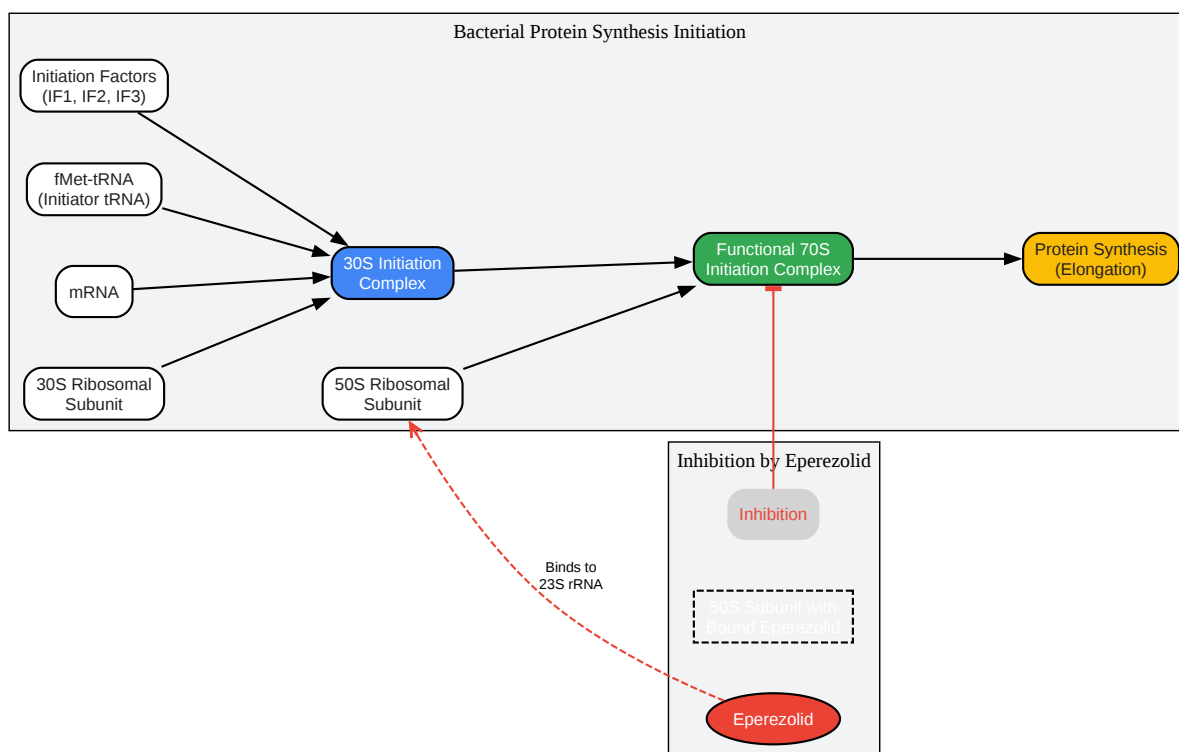 Bacterial Protein Synthesis Initiation
Initiation Factors
(IF1, IF2, IF3)
fMet-tRNA
(Initiator tRNA)
mRNA
30S Ribosomal
Subunit
30S Initiation
Complex
50S Ribosomal
Subunit
Functional 70S
Initiation Complex
Protein Synthesis
(Elongation)
Inhibition by Eperezolid
Inhibition
Binds to
23S rRNA
50S Subunit with
Bound Eperezolid
Eperezolid